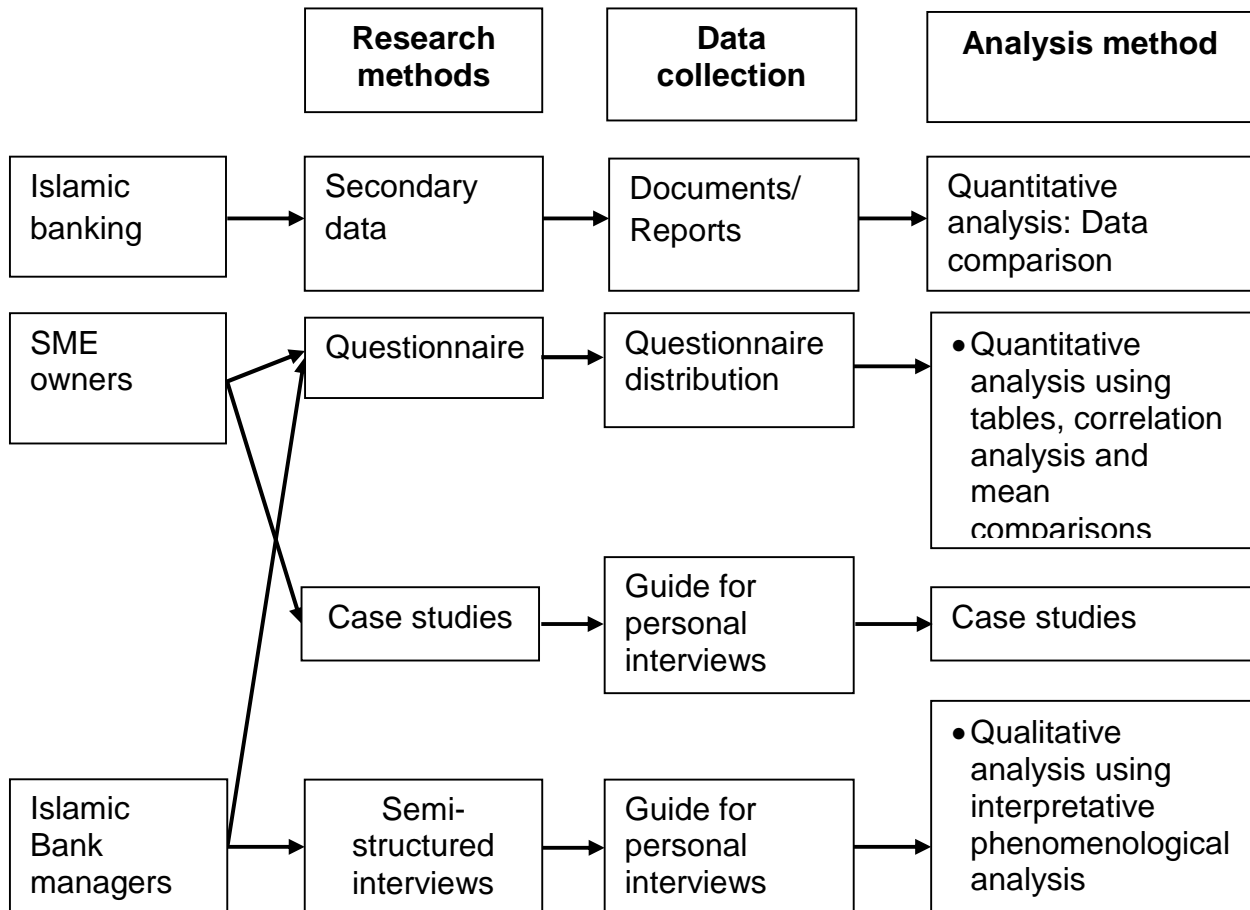 Research
methods
Data
collection
Analysis method
Islamic
banking
Secondary
data
Documents/
Reports
Quantitative
analysis: Data
comparison
SME
owners
Questionnaire
Questionnaire
distribution
•Quantitative
analysis using
tables, correlation
analysis and
mean
comparisons
Case studies
Guide for
personal
interviews
Case studies
Islamic
Bank
managers
Semi-
structured
interviews
Guide for
personal
interviews
•Qualitative
analysis using
interpretative
phenomenological
analysis